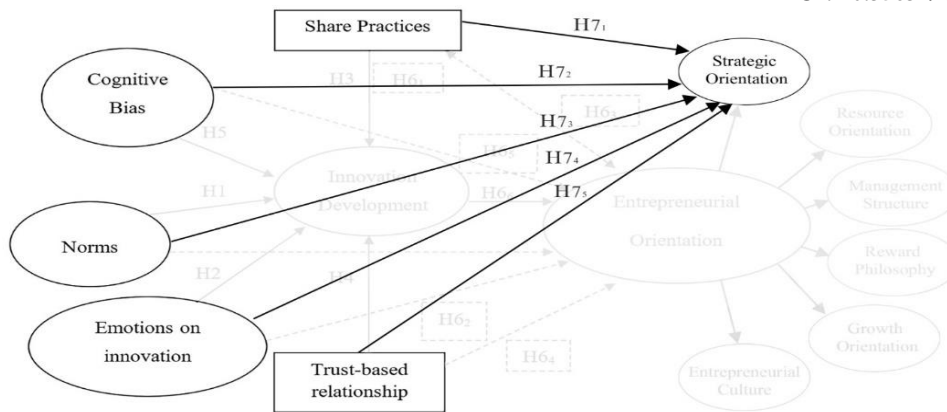 Share Practices
H7₁
Strategic
Orientation
Cognitive
Bias
H3
H6₁
H7₂
Resource
Orientation
H5
H7₃
H6₃
H6₅
H7₄
Innovation
Development
H1
H7₅
Management
Structure
Entrepreneurial
Orientation
Norms
Reward
Philosophy
H2
H4
Emotions on
innovation
H6₂
H6₄
Growth
Orientation
Trust-based
relationship
Entrepreneurial
Culture